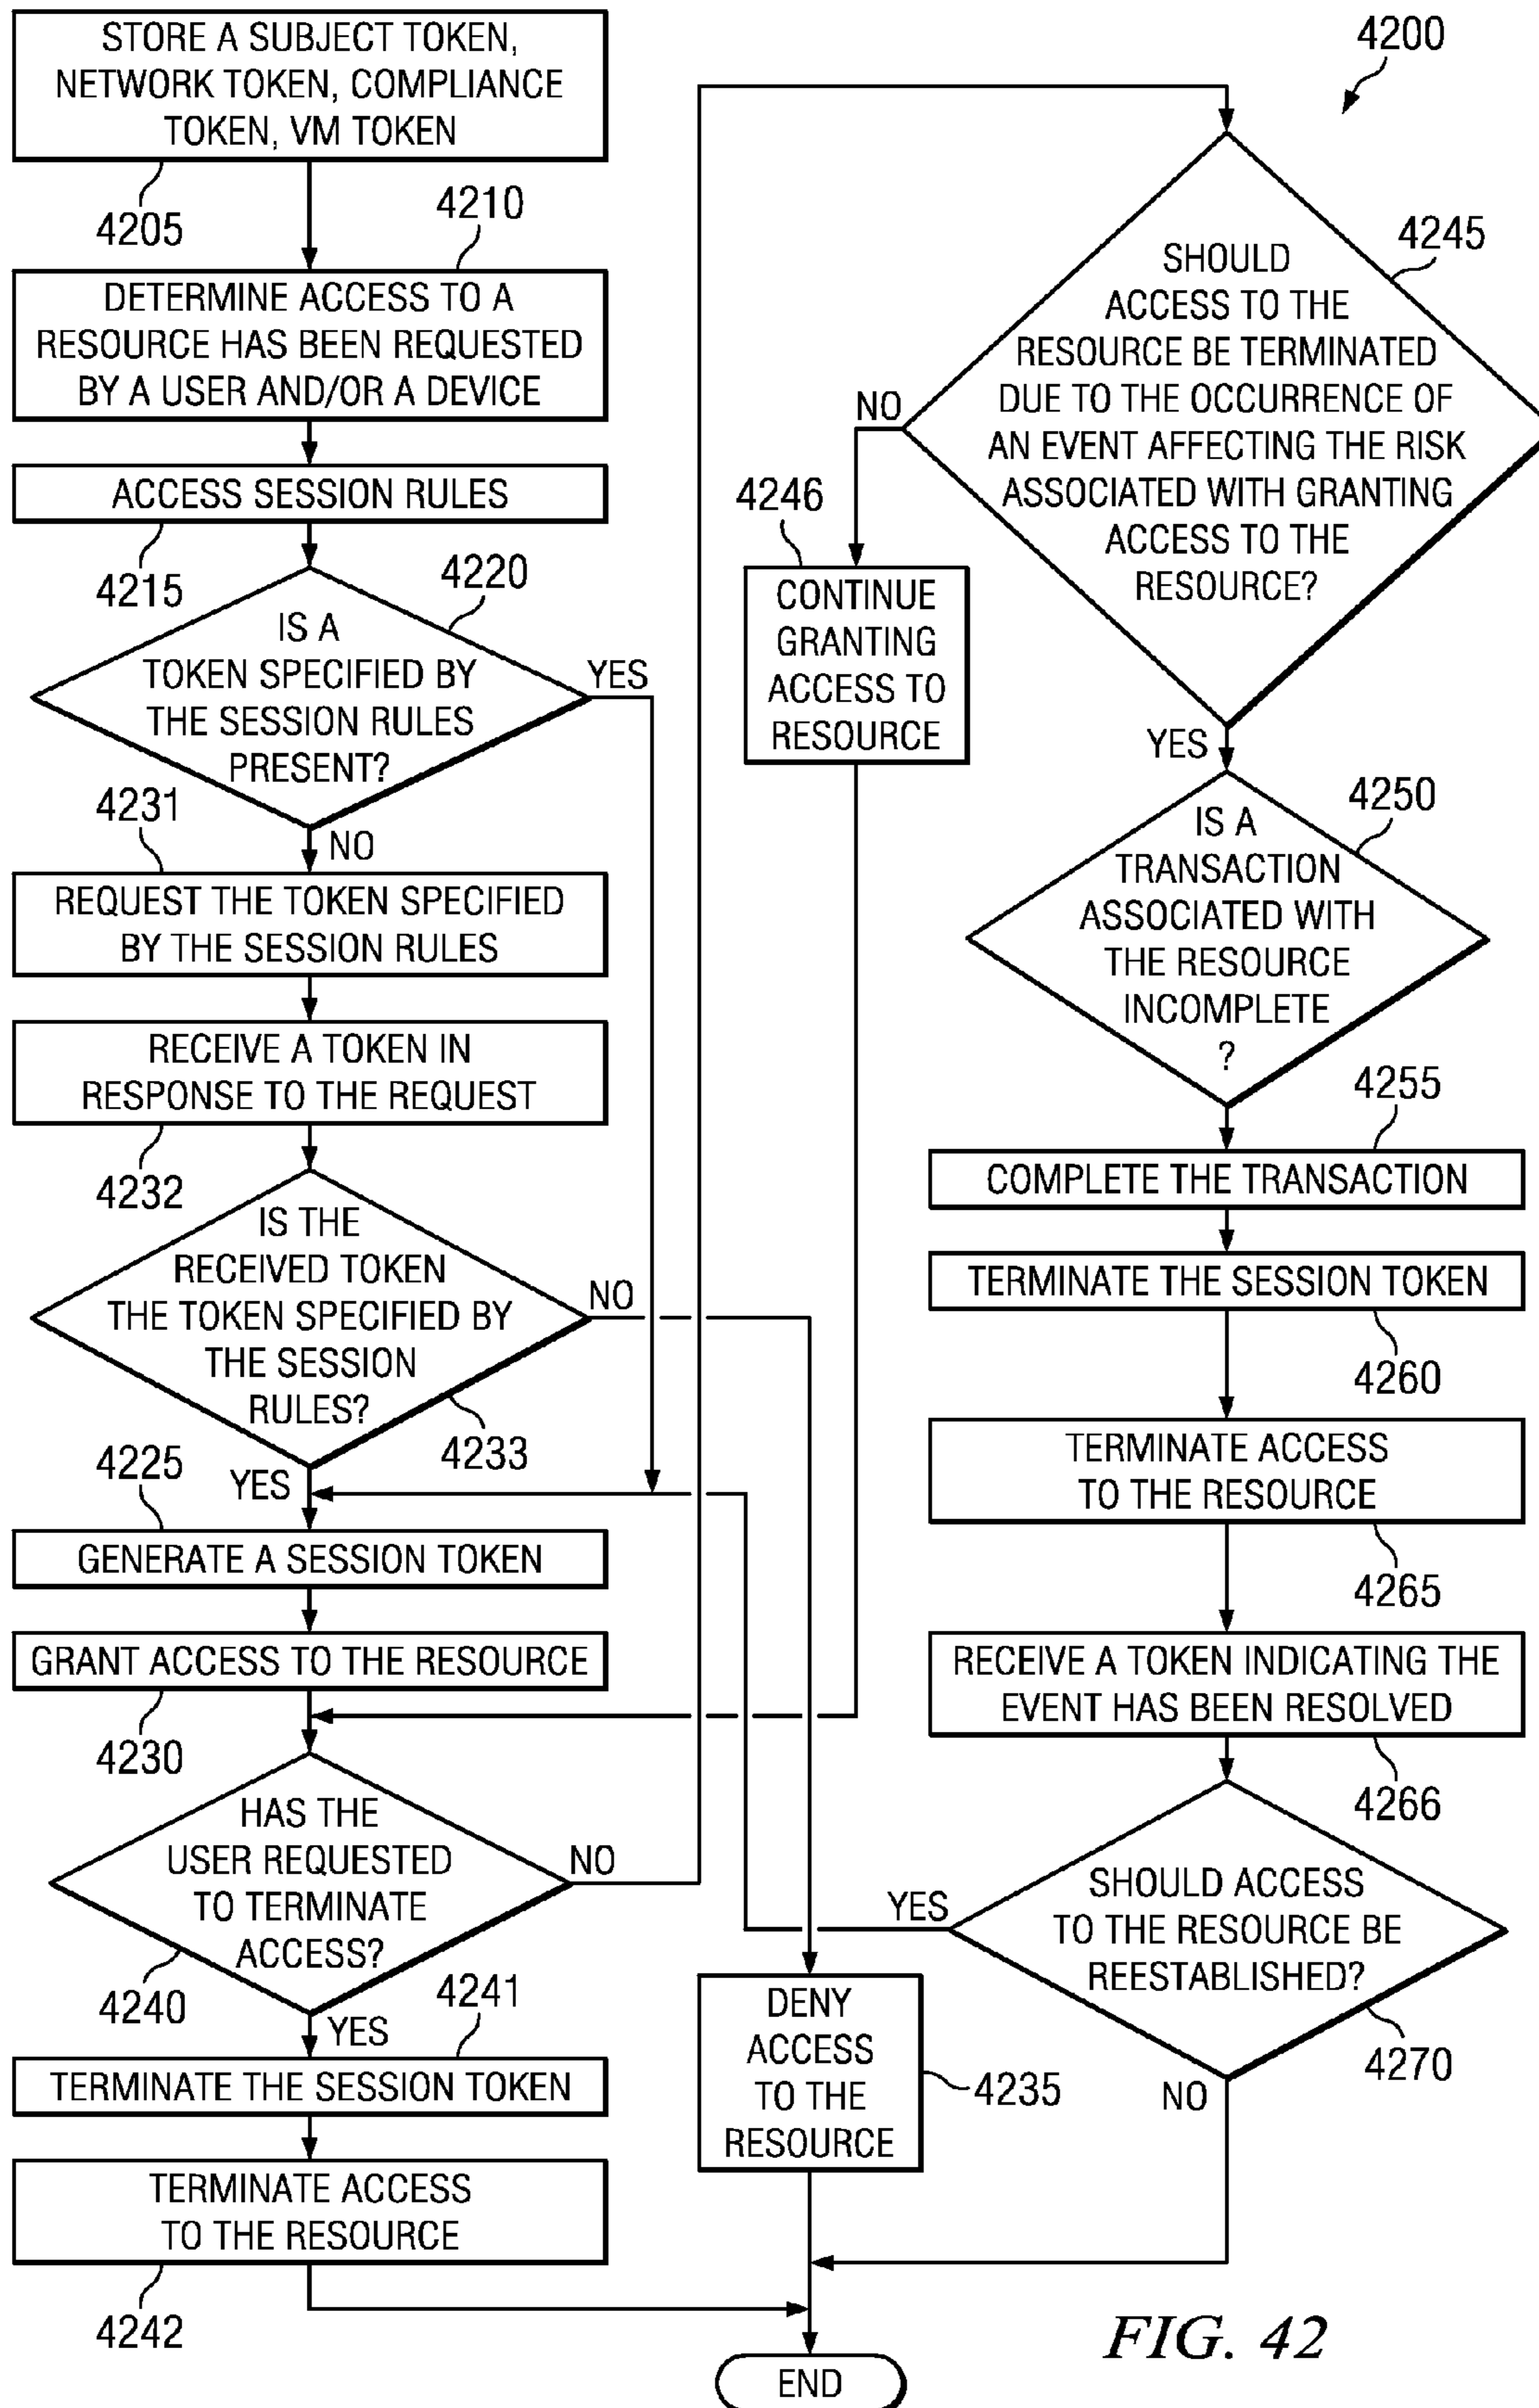 STORE A SUBJECT TOKEN,
NETWORK TOKEN, COMPLIANCE
TOKEN, VM TOKEN
4205
4210
DETERMINE ACCESS TO A
RESOURCE HAS BEEN REQUESTED
BY A USER AND/OR A DEVICE
ACCESS SESSION RULES
4215
4220
IS A
TOKEN SPECIFIED BY
THE SESSION RULES
PRESENT?
YES
4231
NO
REQUEST THE TOKEN SPECIFIED
BY THE SESSION RULES
RECEIVE A TOKEN IN
RESPONSE TO THE REQUEST
4232
IS THE
RECEIVED TOKEN
THE TOKEN SPECIFIED BY
THE SESSION
RULES?
NO
4233
4225
YES
GENERATE A SESSION TOKEN
GRANT ACCESS TO THE RESOURCE
4230
HAS THE
USER REQUESTED
TO TERMINATE
ACCESS?
NO
4240
4241
YES
TERMINATE THE SESSION TOKEN
TERMINATE ACCESS
TO THE RESOURCE
4242
4200
4245
SHOULD
ACCESS TO THE
RESOURCE BE TERMINATED
DUE TO THE OCCURRENCE OF
AN EVENT AFFECTING THE RISK
ASSOCIATED WITH GRANTING
ACCESS TO THE
RESOURCE?
NO
4246
CONTINUE
GRANTING
ACCESS TO
RESOURCE
YES
4250
IS A
TRANSACTION
ASSOCIATED WITH
THE RESOURCE
INCOMPLETE
?
4255
COMPLETE THE TRANSACTION
TERMINATE THE SESSION TOKEN
4260
TERMINATE ACCESS
TO THE RESOURCE
4265
RECEIVE A TOKEN INDICATING THE
EVENT HAS BEEN RESOLVED
4266
SHOULD ACCESS
TO THE RESOURCE BE
REESTABLISHED?
YES
4270
NO
DENY
ACCESS
TO THE
RESOURCE
4235
END
FIG. 42